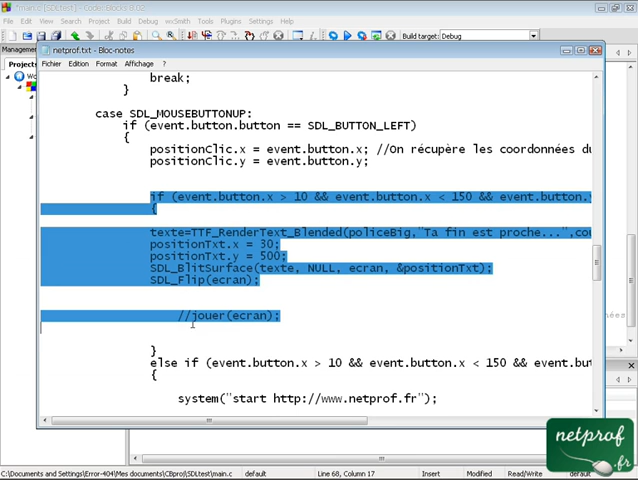 *main.c [SDLtest] - Code::Blocks 8.02
File Edit View Search Project Build Debug wxSmith Tools Plugins Settings Help
Build target: Debug
Management
Projects
Wo
netprof.txt - Bloc-notes
Fichier Edition Format Affichage ?
break;
}
case SDL_MOUSEBUTTONUP:
if (event.button.button == SDL_BUTTON_LEFT)
{
positionClic.x = event.button.x; //On récupère les coordonnées du
positionClic.y = event.button.y;
if (event.button.x > 10 && event.button.x < 150 && event.button.
{
texte=TTF_RenderText_Blended(policeBig,"Ta fin est proche...",cou
positionTxt.x = 30;
positionTxt.y = 500;
SDL_BlitSurface(texte, NULL, ecran, &positionTxt);
SDL_Flip(ecran);
//jouer(ecran);
}
else if (event.button.x > 10 && event.button.x < 150 && event.but
{
system("start http://www.netprof.fr");
netprof
.fr
C:\Documents and Settings\Error-404\Mes documents\CBproj\SDLtest\main.c default Line 68, Column 17 Insert Modified Read/Write default